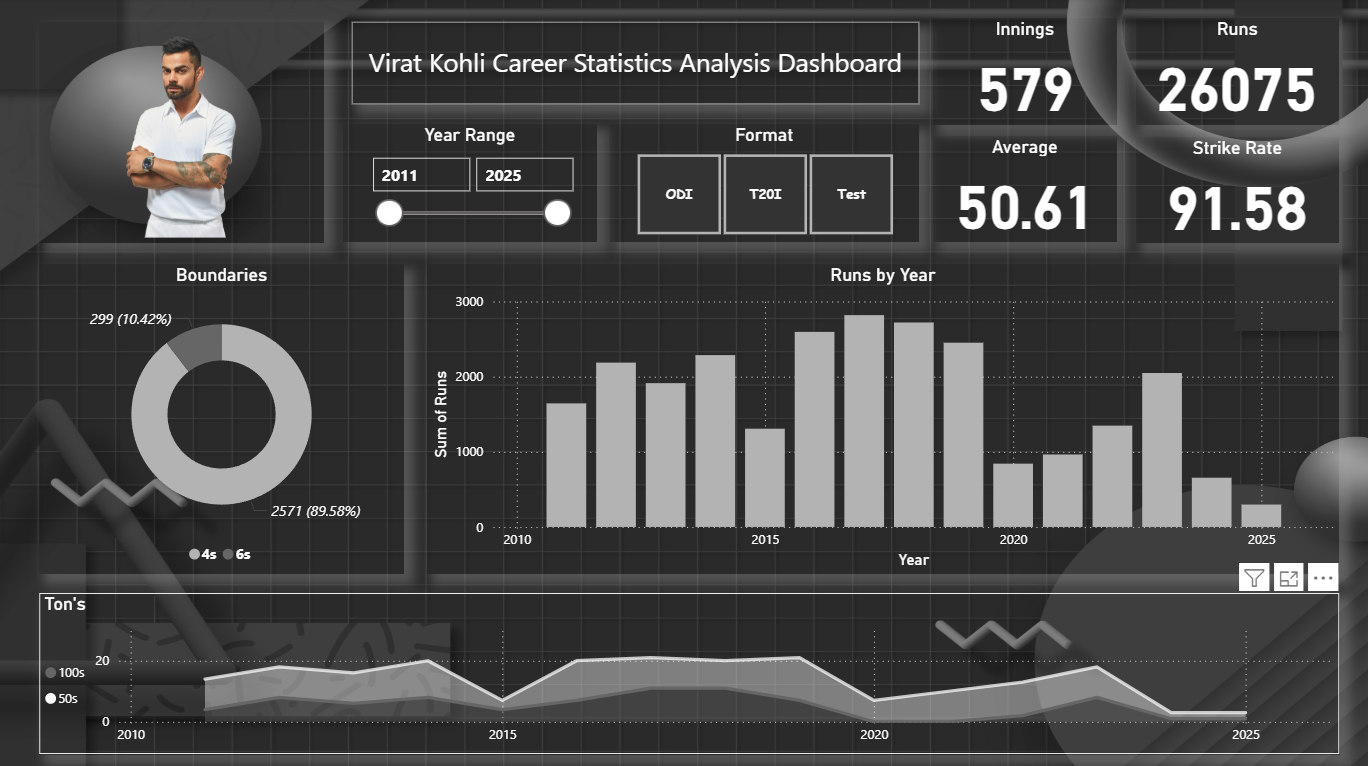 Virat Kohli Career Statistics Analysis Dashboard
Innings
579
Runs
26075
Year Range
2011
2025
Format
ODI
T20I
Test
Average
50.61
Strike Rate
91.58
Boundaries
299 (10.42%)
2571 (89.58%)
4s
6s
Runs by Year
Sum of Runs
3000
2000
1000
0
2010
2015
2020
2025
Year
Ton's
100s
50s
20
0
2010
2015
2020
2025